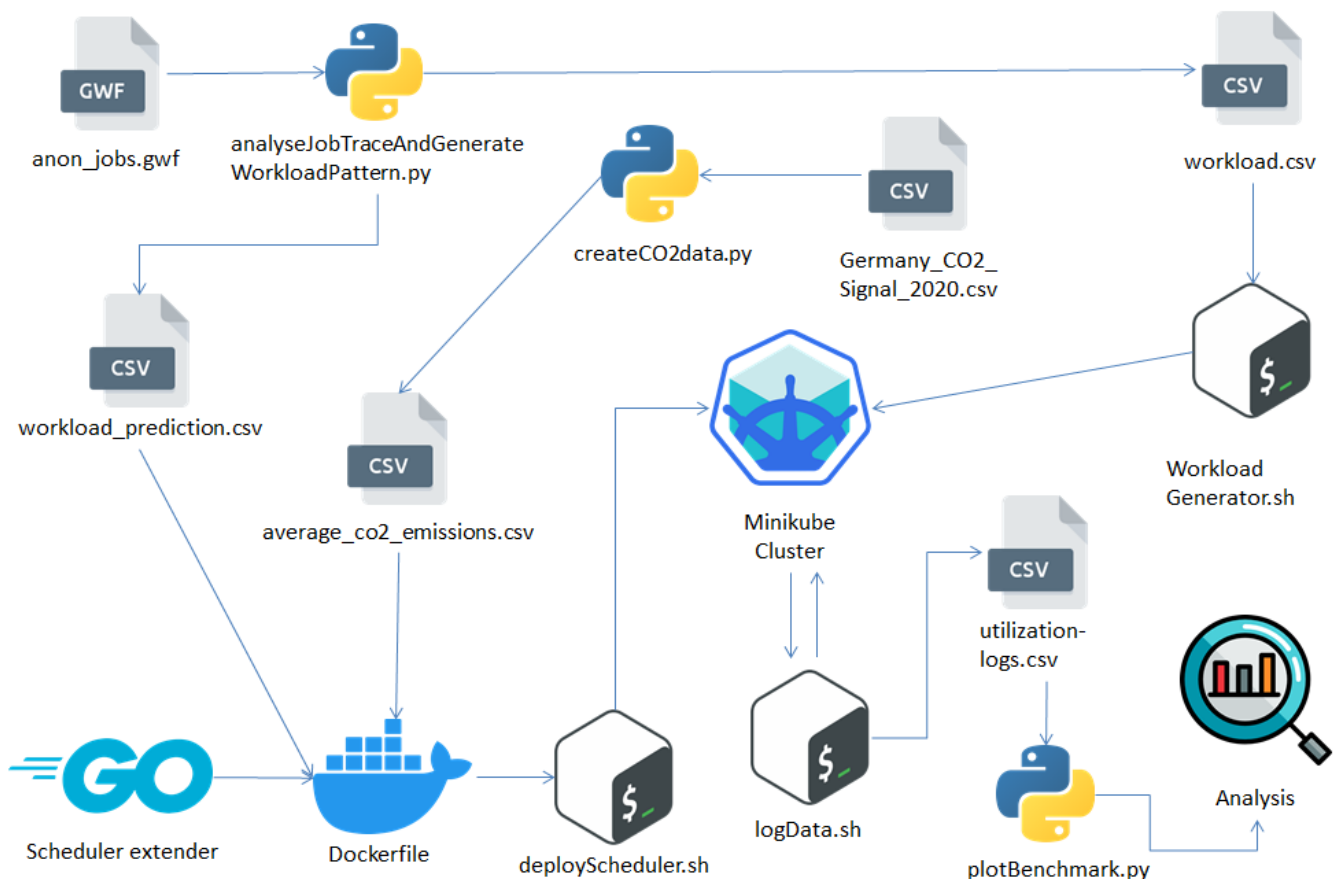 GWF
anon_jobs.gwf
analyseJobTraceAndGenerate
WorkloadPattern.py
CSV
workload.csv
createCO2data.py
CSV
Germany_CO2_
Signal_2020.csv
CSV
workload_prediction.csv
CSV
average_co2_emissions.csv
Minikube
Cluster
$_
Workload
Generator.sh
CSV
utilization-
logs.csv
GO
Scheduler extender
Dockerfile
$_
deployScheduler.sh
$_
logData.sh
plotBenchmark.py
Analysis